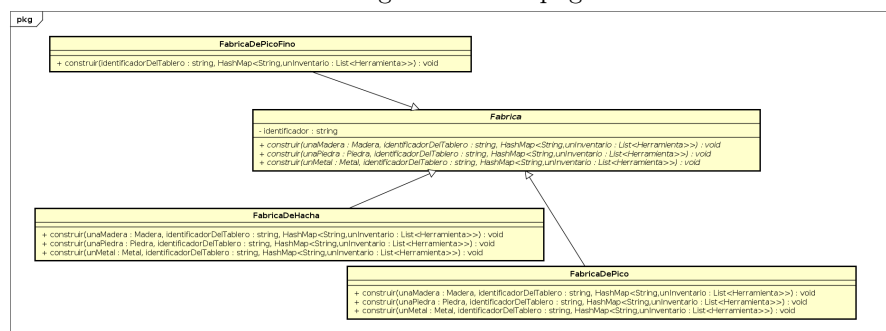 pkg
FabricaDePicoFino
+ construir(identificadorDelTablero : string, HashMap<String,unInventario : List<Herramienta>>) : void
Fabrica
- identificador : string
+ construir(unaMadera : Madera, identificadorDelTablero : string, HashMap<String,unInventario : List<Herramienta>>) : void
+ construir(unaPiedra : Piedra, identificadorDelTablero : string, HashMap<String,unInventario : List<Herramienta>>) : void
+ construir(unMetal : Metal, identificadorDelTablero : string, HashMap<String,unInventario : List<Herramienta>>) : void
FabricaDeHacha
+ construir(unaMadera : Madera, identificadorDelTablero : string, HashMap<String,unInventario : List<Herramienta>>) : void
+ construir(unaPiedra : Piedra, identificadorDelTablero : string, HashMap<String,unInventario : List<Herramienta>>) : void
+ construir(unMetal : Metal, identificadorDelTablero : string, HashMap<String,unInventario : List<Herramienta>>) : void
FabricaDePico
+ construir(unaMadera : Madera, identificadorDelTablero : string, HashMap<String,unInventario : List<Herramienta>>) : void
+ construir(unaPiedra : Piedra, identificadorDelTablero : string, HashMap<String,unInventario : List<Herramienta>>) : void
+ construir(unMetal : Metal, identificadorDelTablero : string, HashMap<String,unInventario : List<Herramienta>>) : void